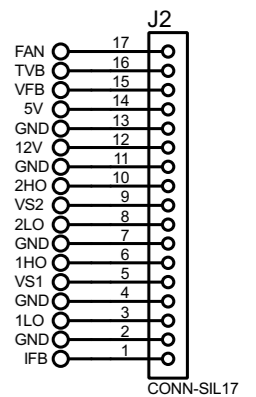 J2
FAN 17
TVB 16
VFB 15
5V 14
GND 13
12V 12
GND 11
2HO 10
VS2 9
2LO 8
GND 7
1HO 6
VS1 5
GND 4
1LO 3
GND 2
IFB 1
CONN-SIL17